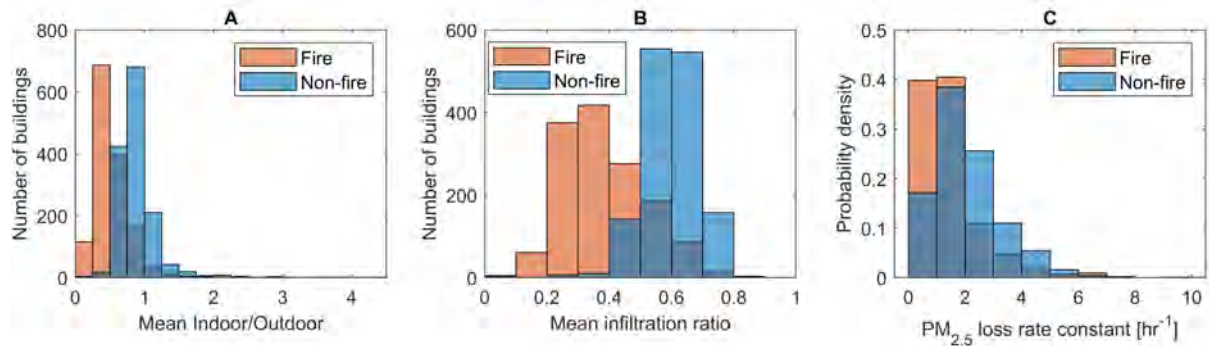 A
Number of buildings
800
600
400
200
0
0
1
2
3
4
Fire
Non-fire
Mean Indoor/Outdoor
B
Number of buildings
600
400
200
0
0
0.2
0.4
0.6
0.8
1
Fire
Non-fire
Mean infiltration ratio
C
Probability density
0.5
0.4
0.3
0.2
0.1
0
0
2
4
6
8
10
Fire
Non-fire
PM2.5 loss rate constant [hr-1]